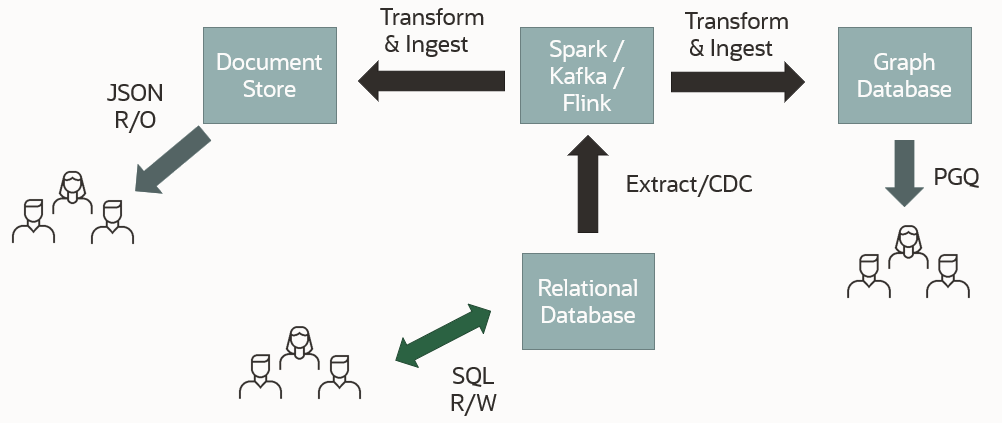 Transform
& Ingest
Transform
& Ingest
Document
Store
Spark /
Kafka /
Flink
Graph
Database
JSON
R/O
Extract/CDC
PGQ
Relational
Database
SQL
R/W